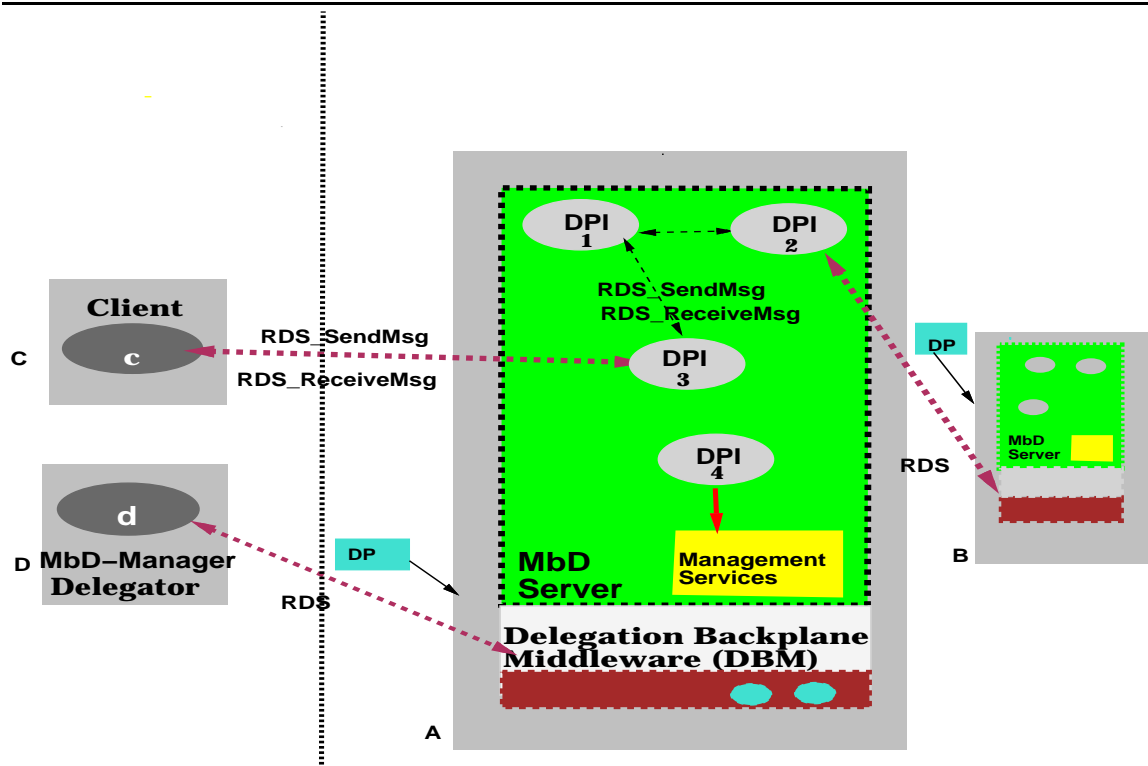 DPI
1
DPI
2
RDS_SendMsg
RDS_ReceiveMsg
Client
c
C
RDS_SendMsg
RDS_ReceiveMsg
DPI
3
DP
MbD
Server
RDS
B
DPI
4
d
D
MbD-Manager
Delegator
RDS
DP
MbD
Server
Management
Services
Delegation Backplane
Middleware (DBM)
A